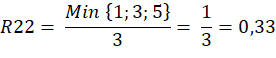 R22 = Min {1;3;5} / 3 = 1/3 = 0,33